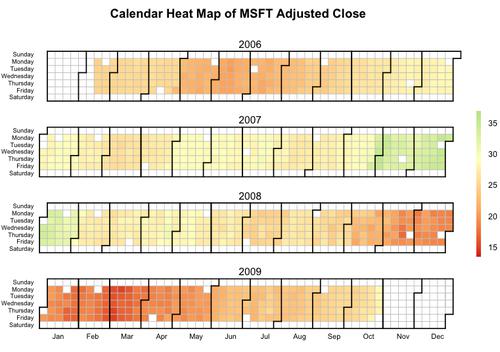 Calendar Heat Map of MSFT Adjusted Close
2006
Sunday
Monday
Tuesday
Wednesday
Thursday
Friday
Saturday
2007
Sunday
Monday
Tuesday
Wednesday
Thursday
Friday
Saturday
2008
Sunday
Monday
Tuesday
Wednesday
Thursday
Friday
Saturday
2009
Sunday
Monday
Tuesday
Wednesday
Thursday
Friday
Saturday
Jan Feb Mar Apr May Jun Jul Aug Sep Oct Nov Dec
35
30
25
20
15